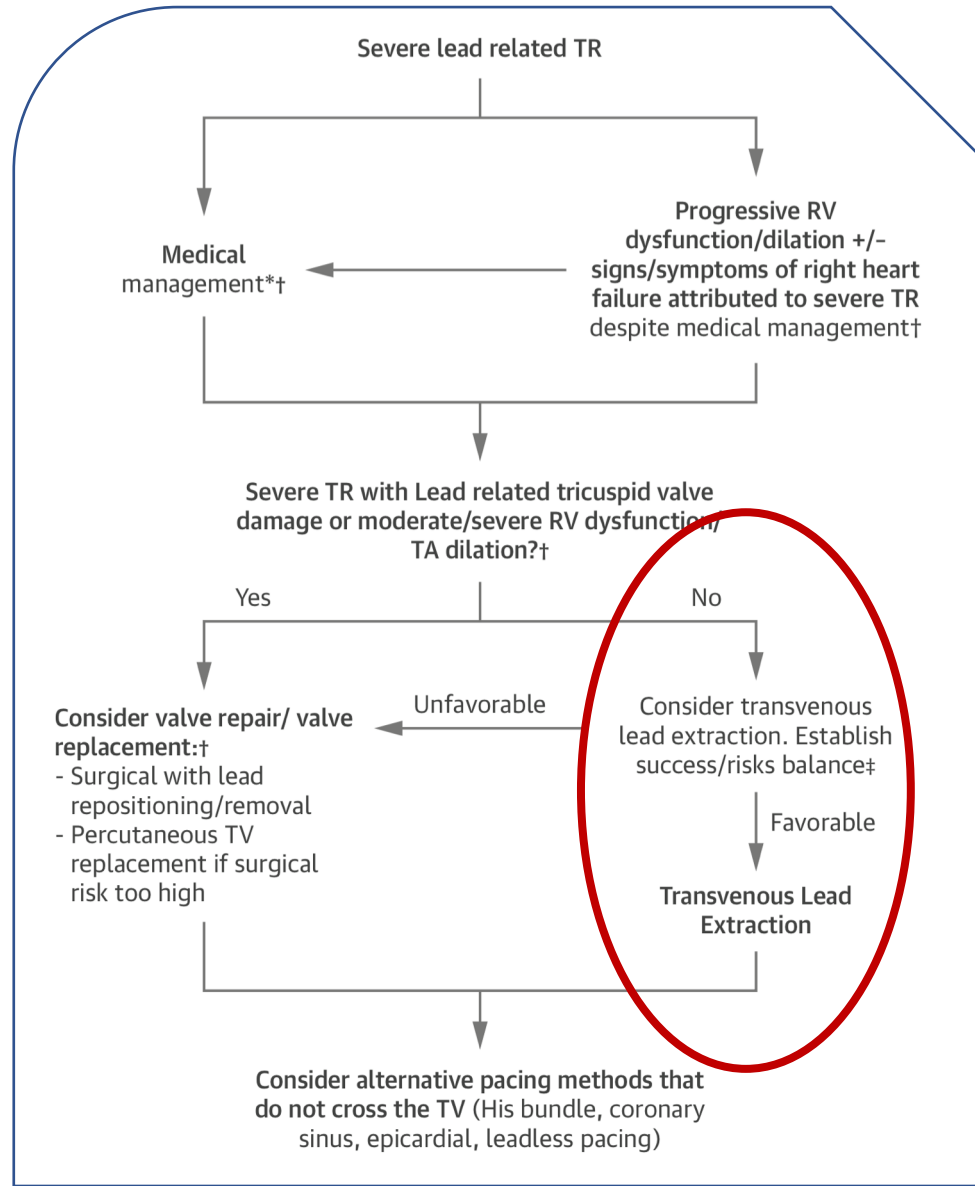 Severe lead related TR
Medical
management*†
Progressive RV
dysfunction/dilation +/-
signs/symptoms of right heart
failure attributed to severe TR
despite medical management†
Severe TR with Lead related tricuspid valve
damage or moderate/severe RV dysfunction/
TA dilation?†
Yes
No
Consider valve repair/ valve
replacement:†
- Surgical with lead
repositioning/removal
- Percutaneous TV
replacement if surgical
risk too high
Unfavorable
Consider transvenous
lead extraction. Establish
success/risks balance‡
Favorable
Transvenous Lead
Extraction
Consider alternative pacing methods that
do not cross the TV (His bundle, coronary
sinus, epicardial, leadless pacing)